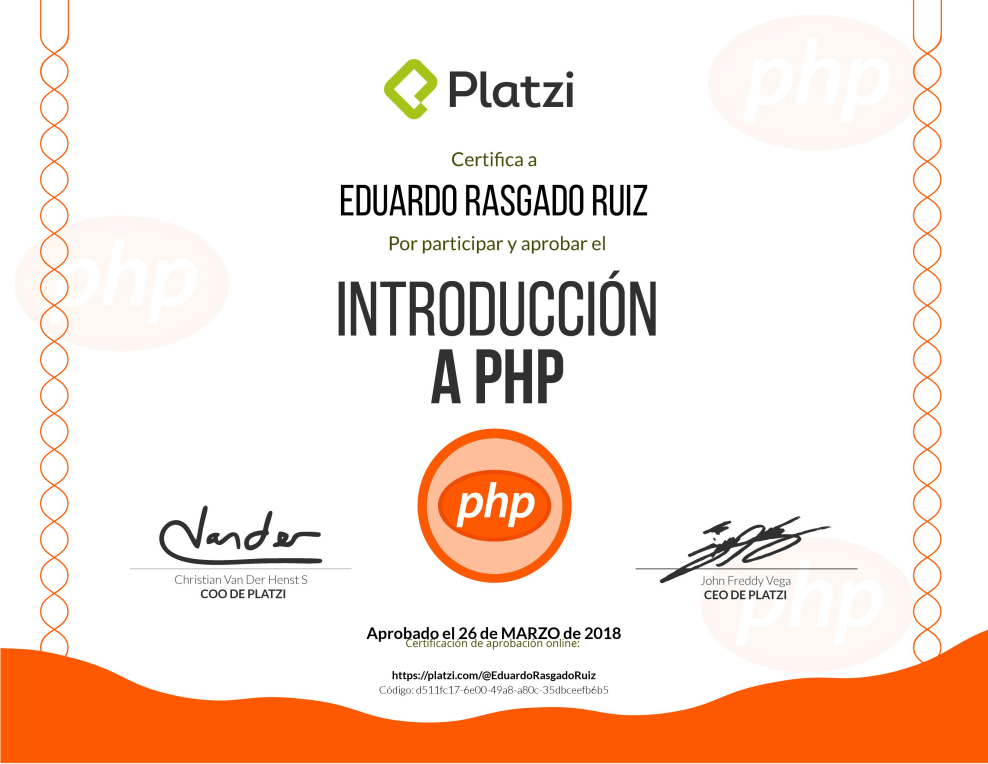 php
Platzi
Certifica a
EDUARDO RASGADO RUIZ
Por participar y aprobar el
php
INTRODUCCIÓN
A PHP
php
Vander
Christian Van Der Henst S
COO DE PLATZI
John Freddy Vega
CEO DE PLATZI
php
Aprobado el 26 de MARZO de 2018
Certificación de aprobación online:
https://platzi.com/@EduardoRasgadoRuiz
Código: d511fc17-6e00-49a8-a80c-35dbceefb6b5